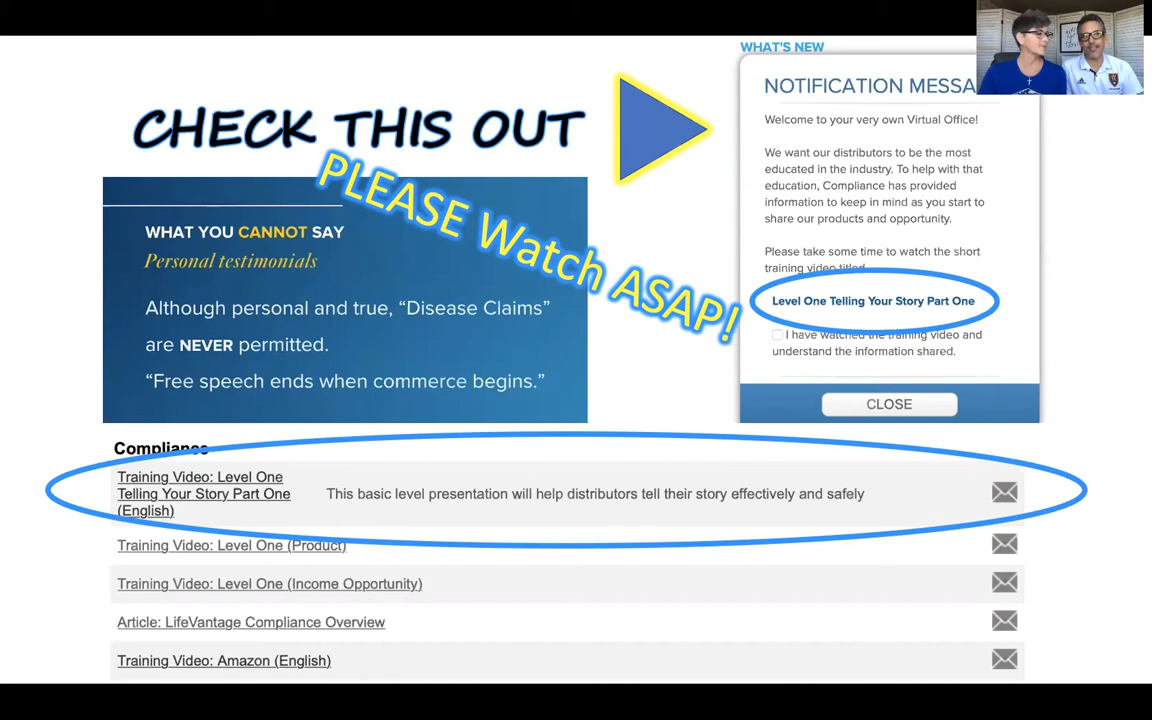 WHAT'S NEW
NOTIFICATION MESSA
CHECK THIS OUT
PLEASE Watch ASAP!
Welcome to your very own Virtual Office!
We want our distributors to be the most
educated in the industry. To help with that
education, Compliance has provided
information to keep in mind as you start to
share our products and opportunity.
Please take some time to watch the short
training video titled
Level One Telling Your Story Part One
I have watched the training video and
understand the information shared.
CLOSE
WHAT YOU CANNOT SAY
Personal testimonials
Although personal and true, “Disease Claims”
are NEVER permitted.
“Free speech ends when commerce begins.”
Compliance
Training Video: Level One
Telling Your Story Part One
(English)
This basic level presentation will help distributors tell their story effectively and safely
Training Video: Level One (Product)
Training Video: Level One (Income Opportunity)
Article: LifeVantage Compliance Overview
Training Video: Amazon (English)